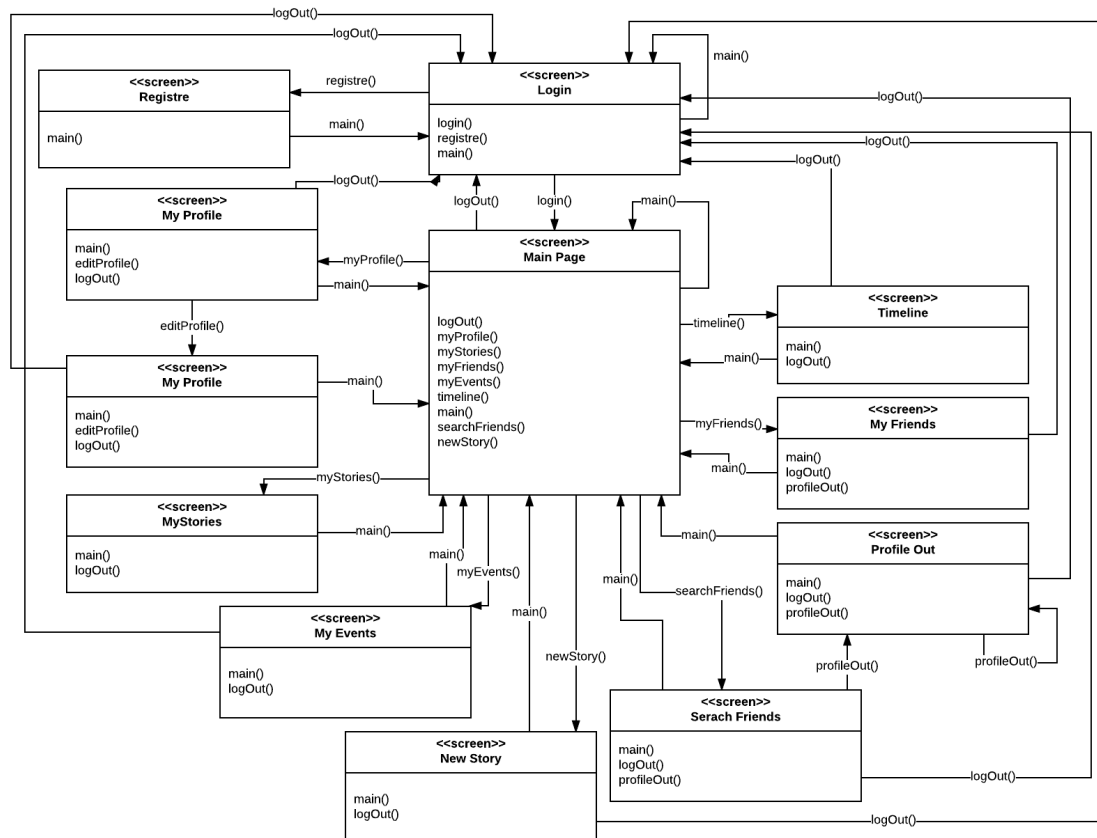 logOut()
logOut()
<<screen>>
Login
login()
registre()
main()
main()
<<screen>>
Registre
main()
registre()
main()
logOut()
logOut()
logOut()
logOut()
logOut()
login()
<<screen>>
My Profile
main()
editProfile()
logOut()
myProfile()
main()
main()
<<screen>>
Main Page
logOut()
myProfile()
myStories()
myFriends()
myEvents()
timeline()
main()
searchFriends()
newStory()
editProfile()
<<screen>>
My Profile
main()
editProfile()
logOut()
main()
timeline()
main()
<<screen>>
Timeline
main()
logOut()
myFriends()
main()
<<screen>>
My Friends
main()
logOut()
profileOut()
myStories()
<<screen>>
MyStories
main()
logOut()
main()
main()
myEvents()
main()
main()
searchFriends()
main()
<<screen>>
Profile Out
main()
logOut()
profileOut()
profileOut()
profileOut()
<<screen>>
My Events
main()
logOut()
newStory()
<<screen>>
Serach Friends
main()
logOut()
profileOut()
logOut()
<<screen>>
New Story
main()
logOut()
logOut()